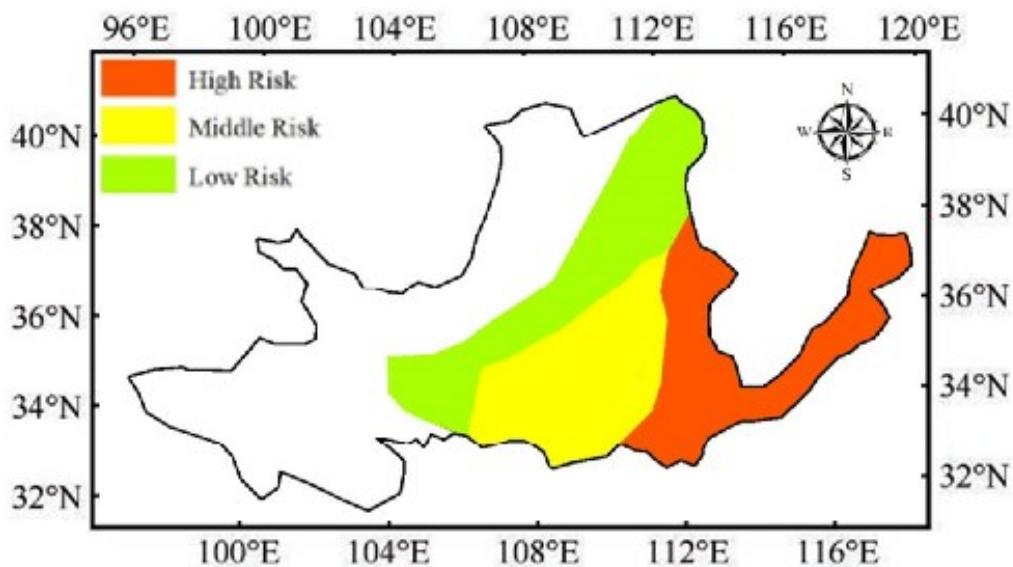 96°E 100°E 104°E 108°E 112°E 116°E 120°E
High Risk
Middle Risk
Low Risk
N
W E
S
40°N 40°N
38°N 38°N
36°N 36°N
34°N 34°N
32°N 32°N
100°E 104°E 108°E 112°E 116°E